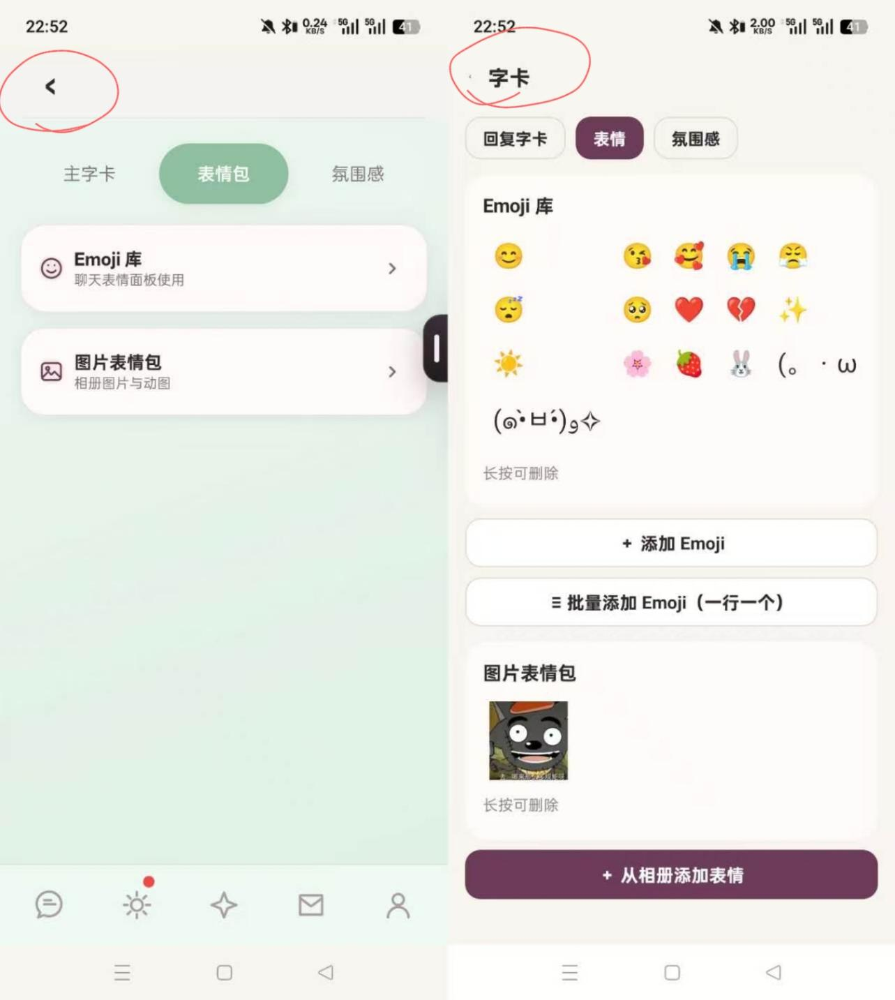 22:52
0.24
KB/S
5G
5G
41
主字卡
表情包
氛围感
Emoji 库
聊天表情面板使用
图片表情包
相册图片与动图
22:52
2.00
KB/S
5G
5G
41
字卡
回复字卡
表情
氛围感
Emoji 库
😊 😘 🥰 😭 😤
😴 🥺 ❤️ 💔 ✨
☀️ 🌸 🍓 🐰 (。 · ω
(๑•̀ㅂ•́)و✧
长按可删除
+ 添加 Emoji
≡ 批量添加 Emoji（一行一个）
图片表情包
长按可删除
+ 从相册添加表情